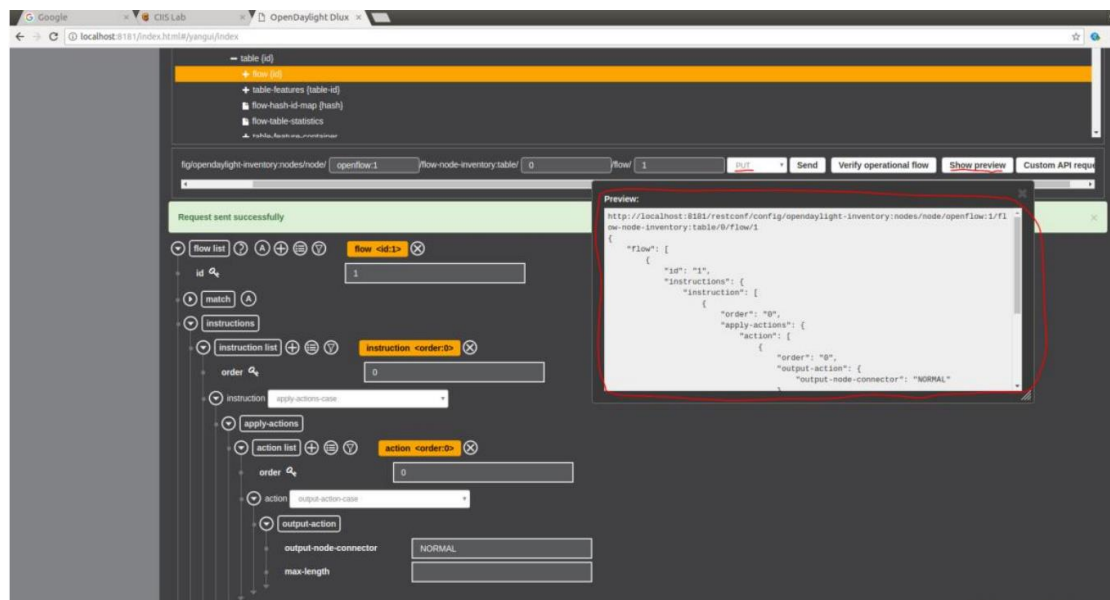 Google
CIIS Lab
OpenDaylight Dlux
localhost:8181/index.html#/yangui/index
table {id}
flow {id}
table-features {table-id}
flow-hash-id-map {hash}
flow-table-statistics
table-feature-container
fig/opendaylight-inventory:nodes/node/ openflow:1 /flow-node-inventory:table/ 0 /flow/ 1 PUT Send Verify operational flow Show preview Custom API reque
Request sent successfully
Preview:
http://localhost:8181/restconf/config/opendaylight-inventory:nodes/node/openflow:1/fl
ow-node-inventory:table/0/flow/1
{
"flow": [
{
"id": "1",
"instructions": {
"instruction": [
{
"order": "0",
"apply-actions": {
"action": [
{
"order": "0",
"output-action": {
"output-node-connector": "NORMAL"
}
flow list ? A flow <id:1>
id 1
match A
instructions
instruction list instruction <order:0>
order 0
instruction apply-actions-case
apply-actions
action list action <order:0>
order 0
action output-action-case
output-action
output-node-connector NORMAL
max-length